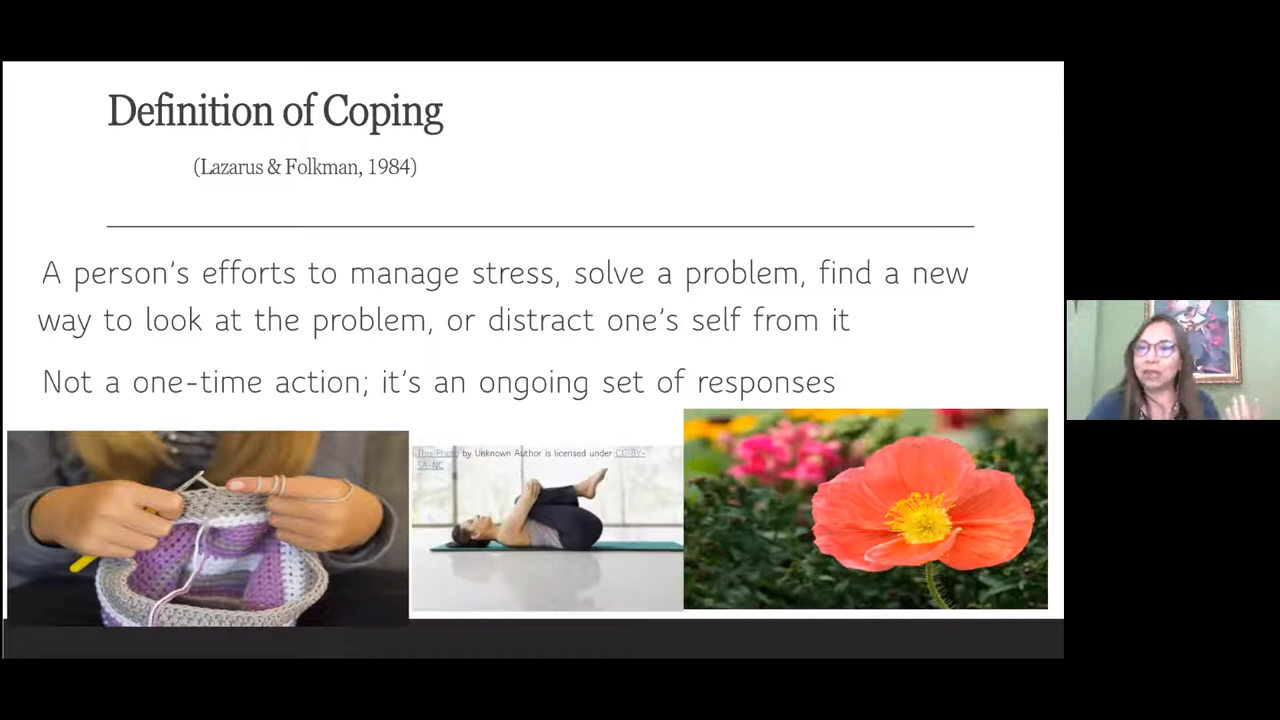 Definition of Coping
(Lazarus & Folkman, 1984)
A person's efforts to manage stress, solve a problem, find a new
way to look at the problem, or distract one's self from it
Not a one-time action; it's an ongoing set of responses
This Photo by Unknown Author is licensed under CC BY-
SA-NC